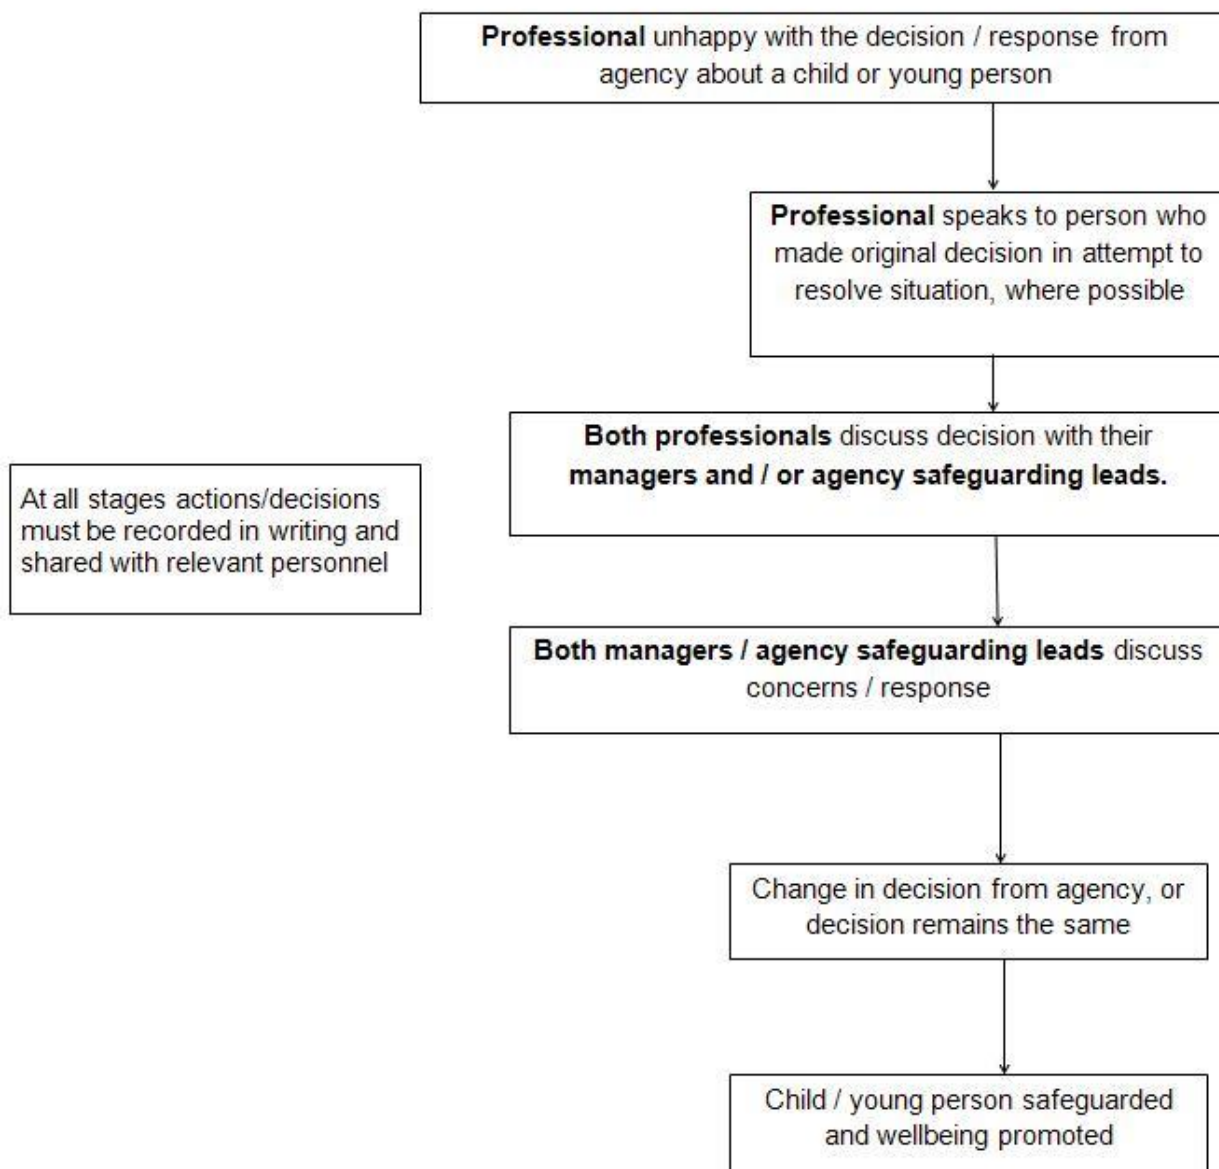 Professional unhappy with the decision / response from
agency about a child or young person
Professional speaks to person who
made original decision in attempt to
resolve situation, where possible
Both professionals discuss decision with their
managers and / or agency safeguarding leads.
At all stages actions/decisions
must be recorded in writing and
shared with relevant personnel
Both managers / agency safeguarding leads discuss
concerns / response
Change in decision from agency, or
decision remains the same
Child / young person safeguarded
and wellbeing promoted